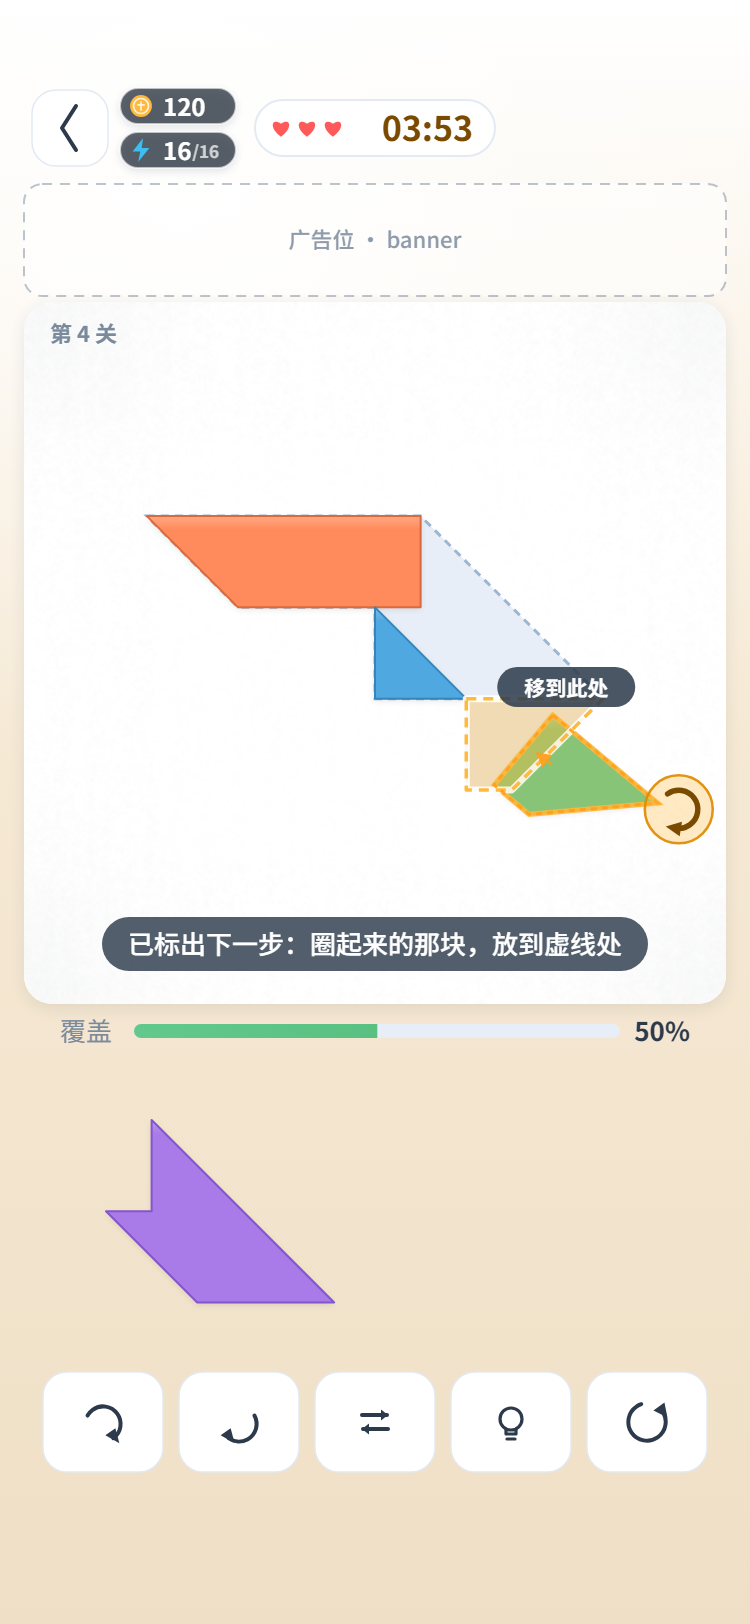 120
16/16
03:53
广告位 · banner
第 4 关
移到此处
已标出下一步：圈起来的那块，放到虚线处
覆盖
50%